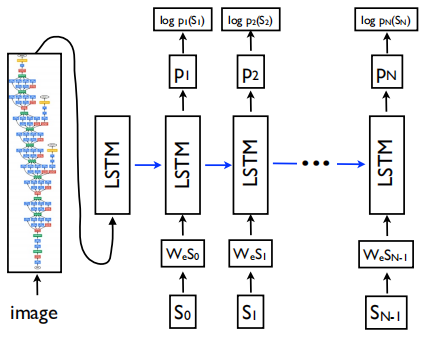 log p₁(S₁) log p₂(S₂) log pN(SN)
p₁ p₂ pN
LSTM LSTM LSTM ... LSTM
WₑS₀ WₑS₁ WₑSN-1
image S₀ S₁ SN-1